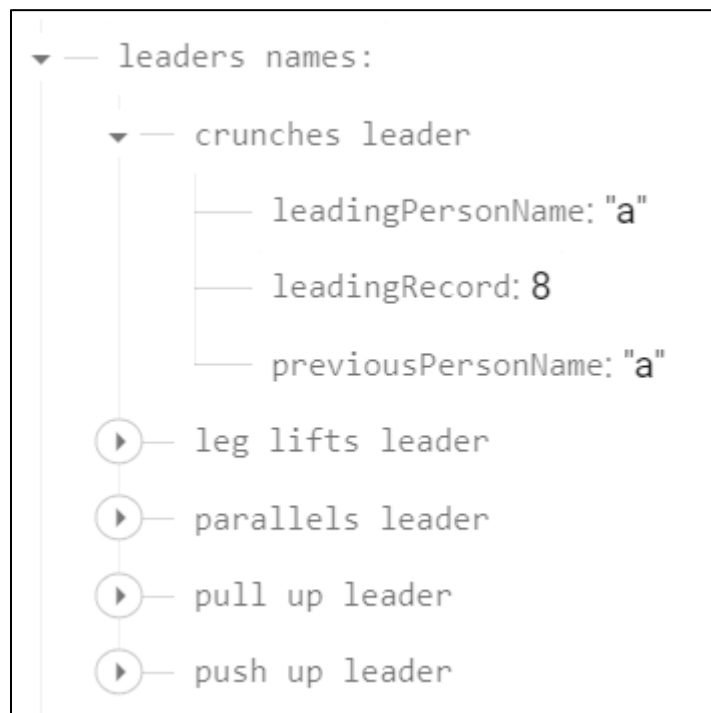 leaders names:
crunches leader
leadingPersonName: "a"
leadingRecord: 8
previousPersonName: "a"
leg lifts leader
parallels leader
pull up leader
push up leader